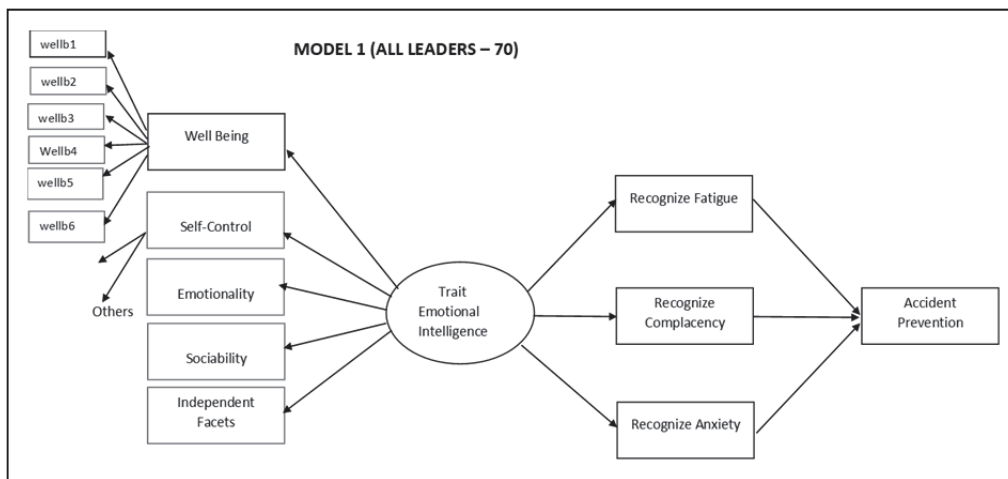 MODEL 1 (ALL LEADERS – 70)
wellb1
wellb2
wellb3
Wellb4
wellb5
wellb6
Well Being
Self-Control
Others
Emotionality
Sociability
Independent
Facets
Trait
Emotional
Intelligence
Recognize Fatigue
Recognize
Complacency
Recognize Anxiety
Accident
Prevention